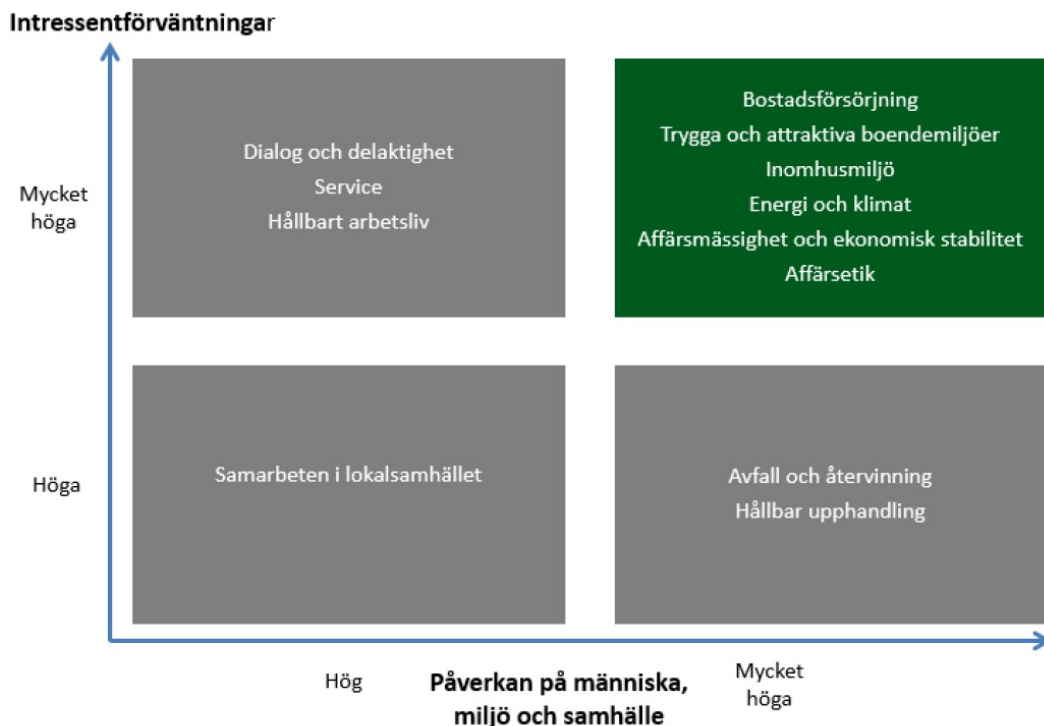 Intressentförväntningar
Mycket
höga
Dialog och delaktighet
Service
Hållbart arbetsliv
Bostadsförsörjning
Trygga och attraktiva boendemiljöer
Inomhusmiljö
Energi och klimat
Affärsmässighet och ekonomisk stabilitet
Affärsetik
Höga
Samarbeten i lokalsamhället
Avfall och återvinning
Hållbar upphandling
Hög
Påverkan på människa,
miljö och samhälle
Mycket
höga